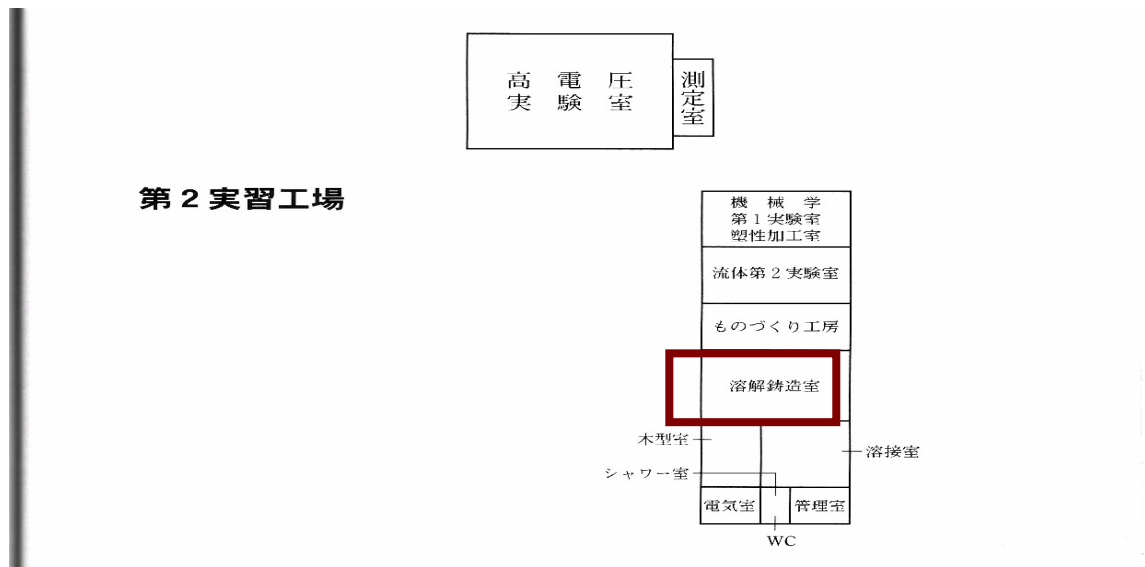 高電圧
実験室
測定室
第2実習工場
機械学
第1実験室
塑性加工室
流体第2実験室
ものづくり工房
溶解鋳造室
木型室
溶接室
シャワー室
電気室
管理室
WC